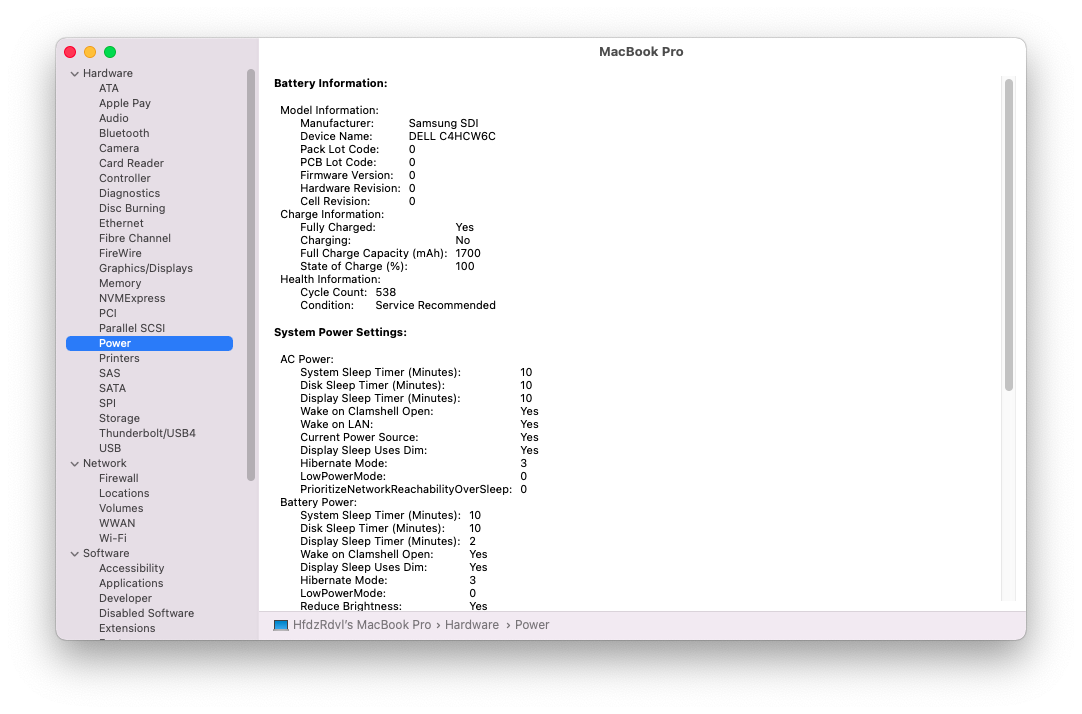 MacBook Pro
Hardware
ATA
Apple Pay
Audio
Bluetooth
Camera
Card Reader
Controller
Diagnostics
Disc Burning
Ethernet
Fibre Channel
FireWire
Graphics/Displays
Memory
NVMExpress
PCI
Parallel SCSI
Power
Printers
SAS
SATA
SPI
Storage
Thunderbolt/USB4
USB
Network
Firewall
Locations
Volumes
WWAN
Wi-Fi
Software
Accessibility
Applications
Developer
Disabled Software
Extensions
Battery Information:
Model Information:
Manufacturer: Samsung SDI
Device Name: DELL C4HCW6C
Pack Lot Code: 0
PCB Lot Code: 0
Firmware Version: 0
Hardware Revision: 0
Cell Revision: 0
Charge Information:
Fully Charged: Yes
Charging: No
Full Charge Capacity (mAh): 1700
State of Charge (%): 100
Health Information:
Cycle Count: 538
Condition: Service Recommended
System Power Settings:
AC Power:
System Sleep Timer (Minutes): 10
Disk Sleep Timer (Minutes): 10
Display Sleep Timer (Minutes): 10
Wake on Clamshell Open: Yes
Wake on LAN: Yes
Current Power Source: Yes
Display Sleep Uses Dim: Yes
Hibernate Mode: 3
LowPowerMode: 0
PrioritizeNetworkReachabilityOverSleep: 0
Battery Power:
System Sleep Timer (Minutes): 10
Disk Sleep Timer (Minutes): 10
Display Sleep Timer (Minutes): 2
Wake on Clamshell Open: Yes
Display Sleep Uses Dim: Yes
Hibernate Mode: 3
LowPowerMode: 0
Reduce Brightness: Yes
HfdzRdvl's MacBook Pro › Hardware › Power